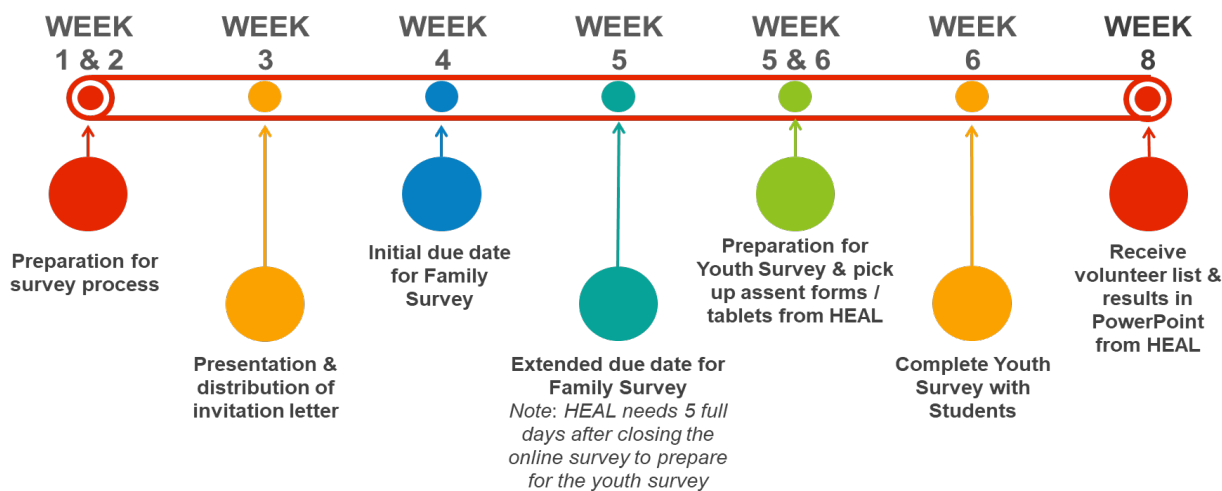 WEEK
1 & 2
WEEK
3
WEEK
4
WEEK
5
WEEK
5 & 6
WEEK
6
WEEK
8
Preparation for
survey process
Presentation &
distribution of
invitation letter
Initial due date
for Family
Survey
Extended due date for
Family Survey
Note: HEAL needs 5 full
days after closing the
online survey to prepare
for the youth survey
Preparation for
Youth Survey & pick
up assent forms /
tablets from HEAL
Complete Youth
Survey with
Students
Receive
volunteer list &
results in
PowerPoint
from HEAL